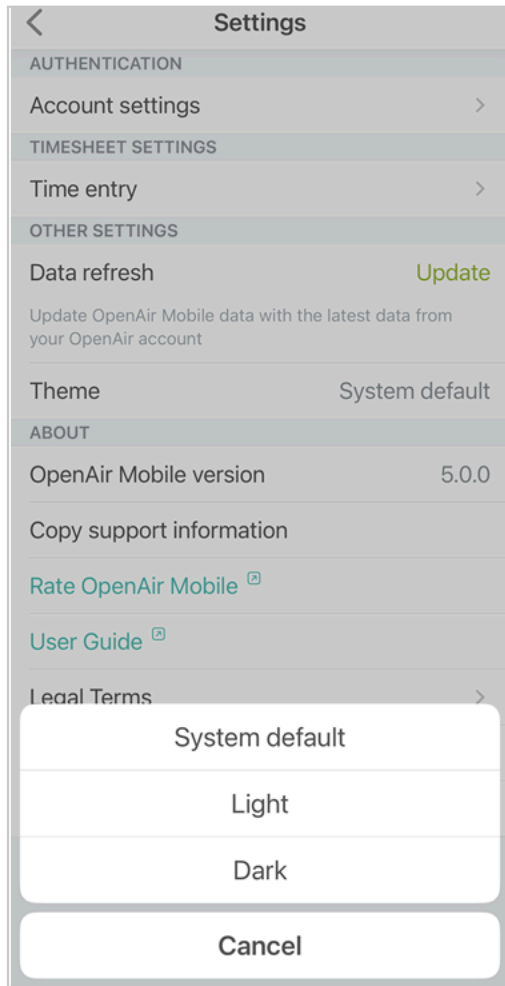 Settings
AUTHENTICATION
Account settings
TIMESHEET SETTINGS
Time entry
OTHER SETTINGS
Data refresh Update
Update OpenAir Mobile data with the latest data from
your OpenAir account
Theme System default
ABOUT
OpenAir Mobile version 5.0.0
Copy support information
Rate OpenAir Mobile
User Guide
Legal Terms
System default
Light
Dark
Cancel